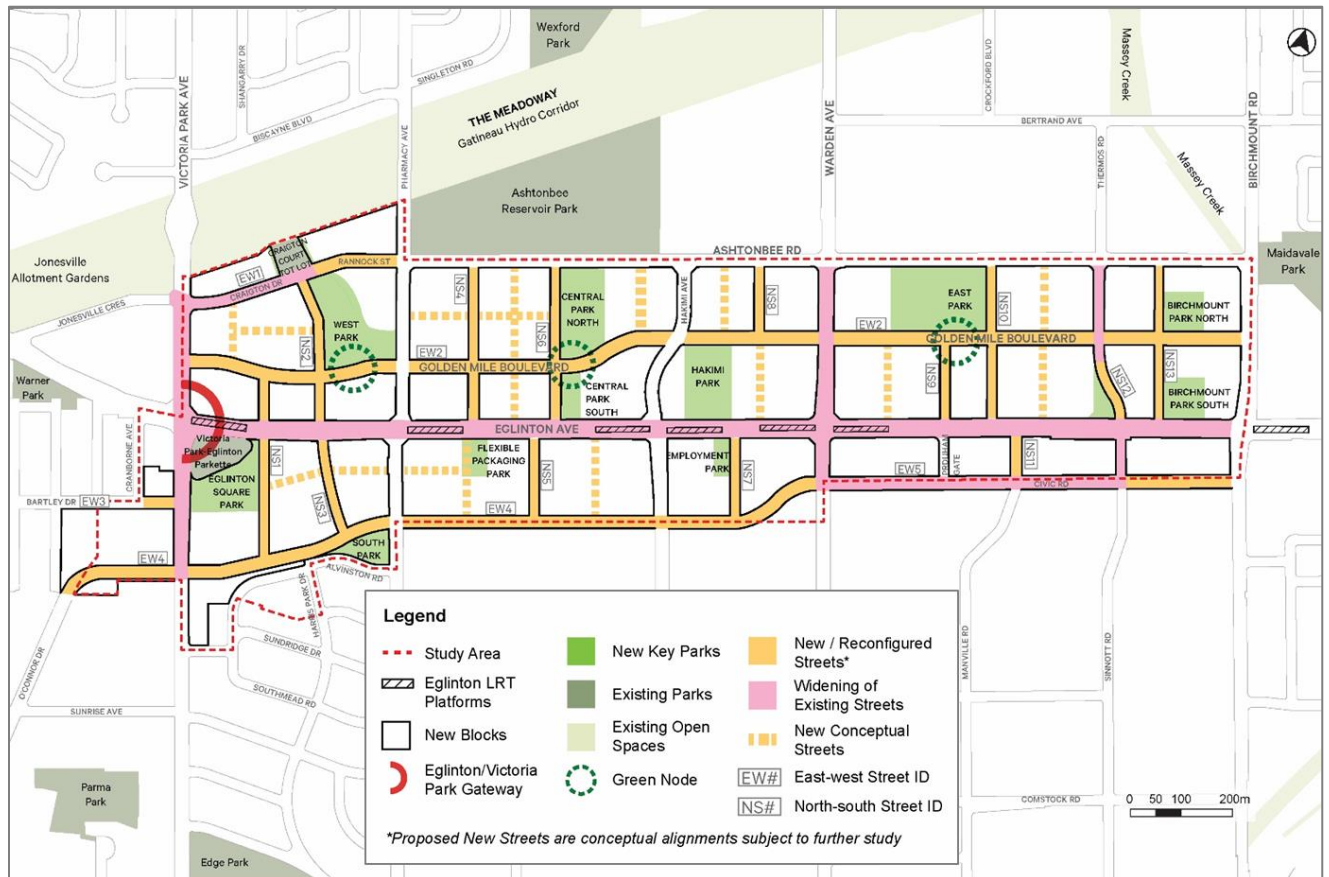 Wexford
Park
SHANGARRY DR
VICTORIA PARK AVE
SINGLETON RD
BISCAYNE BLVD
THE MEADOWAY
Gatineau Hydro Corridor
PHARMACY AVE
WARDEN AVE
CROCKFORD BLVD
Massey Creek
BERTRAND AVE
THERMOS RD
Massey Creek
BIRCHMOUNT RD
Ashtonbee
Reservoir Park
Jonesville
Allotment Gardens
JONESVILLE CRES
CRAIGTON
COURT
TOT LOT
RANNOCK ST
EW1
CRAIGTON DR
ASHTONBEE RD
Maidavale
Park
NS4
CENTRAL
PARK
NORTH
HAKIMI AVE
NS8
EW2
EAST
PARK
NS10
BIRCHMOUNT
PARK NORTH
WEST
PARK
NS2
NS6
EW2
GOLDEN MILE BOULEVARD
GOLDEN MILE BOULEVARD
Warner
Park
CENTRAL
PARK
SOUTH
HAKIMI
PARK
NS9
NS12
NS13
BIRCHMOUNT
PARK SOUTH
CRANBORNE AVE
EGLINTON AVE
Victoria
Park-Eglinton
Parkette
EGLINTON
SQUARE
PARK
NS1
NS3
FLEXIBLE
PACKAGING
PARK
NS5
EMPLOYMENT
PARK
NS7
EW5
PRUDHAM
GATE
NS11
CIVIC RD
BARTLEY DR
EW3
EW4
EW4
SOUTH
PARK
ALVINSTON RD
HARRIS PARK DR
SUNDRIDGE DR
SOUTHMEAD RD
O'CONNOR DR
SUNRISE AVE
MANVILLE RD
SINNOTT RD
COMSTOCK RD
Parma
Park
Edge Park
Legend
Study Area
Eglinton LRT
Platforms
New Blocks
Eglinton/Victoria
Park Gateway
New Key Parks
Existing Parks
Existing Open
Spaces
Green Node
New / Reconfigured
Streets*
Widening of
Existing Streets
New Conceptual
Streets
EW# East-west Street ID
NS# North-south Street ID
*Proposed New Streets are conceptual alignments subject to further study
0 50 100 200m